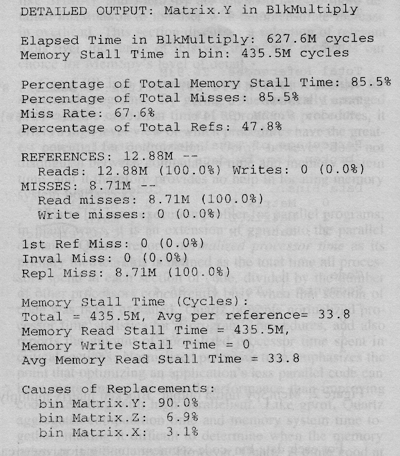 DETAILED OUTPUT: Matrix.Y in BlkMultiply
Elapsed Time in BlkMultiply: 627.6M cycles
Memory Stall Time in bin: 435.5M cycles
Percentage of Total Memory Stall Time: 85.5%
Percentage of Total Misses: 85.5%
Miss Rate: 67.6%
Percentage of Total Refs: 47.8%
REFERENCES: 12.88M --
Reads: 12.88M (100.0%) Writes: 0 (0.0%)
MISSES: 8.71M --
Read misses: 8.71M (100.0%)
Write misses: 0 (0.0%)
1st Ref Miss: 0 (0.0%)
Inval Miss: 0 (0.0%)
Repl Miss: 8.71M (100.0%)
Memory Stall Time (Cycles):
Total = 435.5M, Avg per reference= 33.8
Memory Read Stall Time = 435.5M,
Memory Write Stall Time = 0
Avg Memory Read Stall Time = 33.8
Causes of Replacements:
bin Matrix.Y: 90.0%
bin Matrix.Z: 6.9%
bin Matrix.X: 3.1%